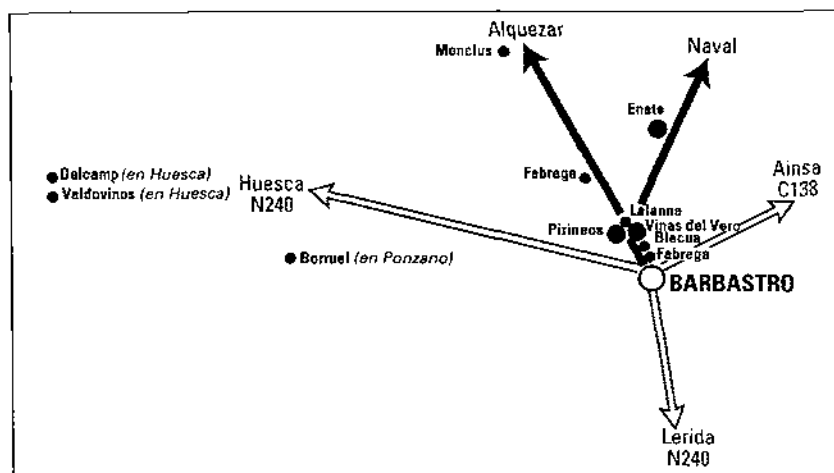 Alquezar
Monclus
Naval
Enate
Delcamp (en Huesca)
Valdovinos (en Huesca)
Huesca
N240
Fabrega
Ainsa
C138
Lalanne
Pirineos
Vinas del Vero
Blecua
Fabrega
Borruel (en Ponzano)
BARBASTRO
Lerida
N240